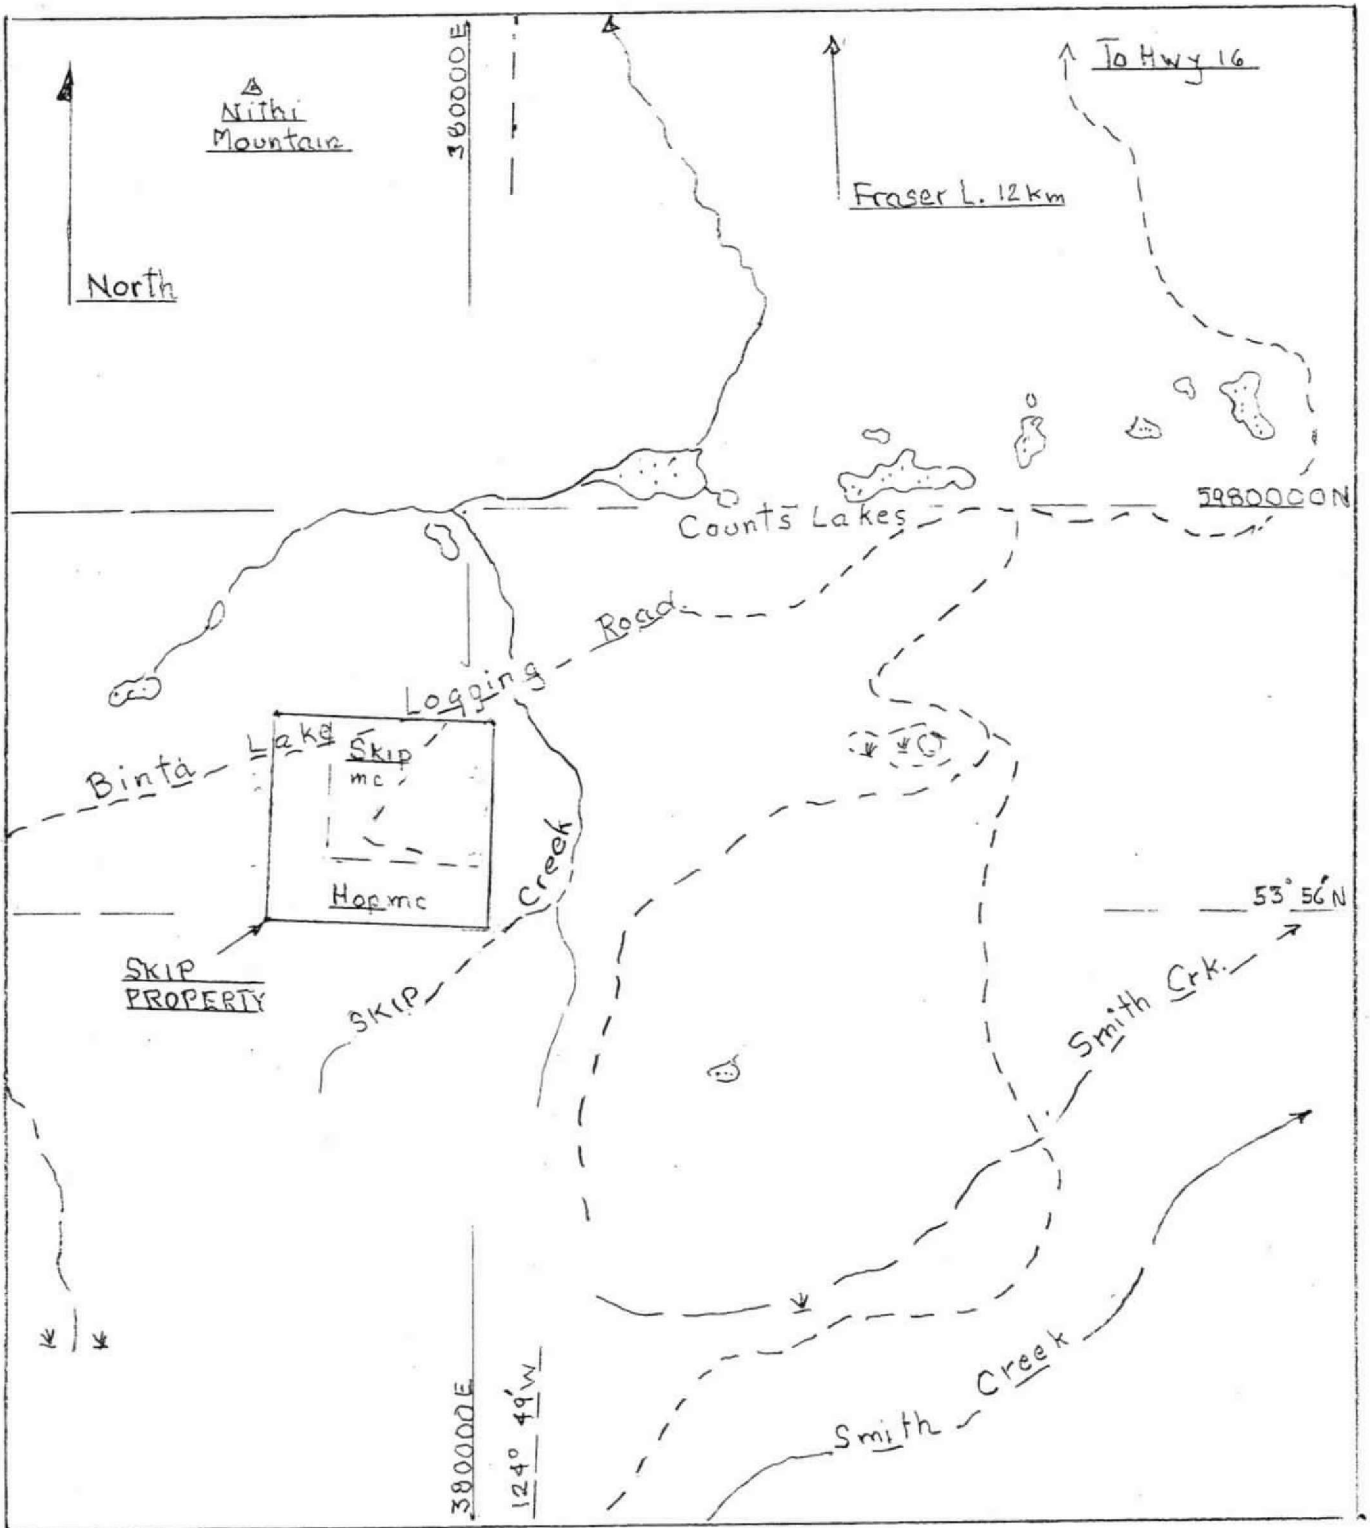 To Hwy 16
380000E
Nithi
Mountain
Fraser L. 12km
North
5980000N
Counts Lakes
Binta Lake Logging Road
Skip
mc
Hop mc
53° 56' N
SKIP
PROPERTY
SKIP Creek
Smith Crk.
Smith Creek
380000E
124° 49' W